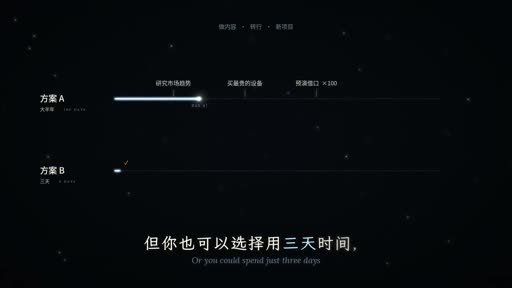 做内容 · 转行 · 新项目
研究市场趋势 买最贵的设备 预演借口 ×100
方案 A
大半年
方案 B
✓
三天 3 DAYS
但你也可以选择用三天时间,
Or you could spend just three days